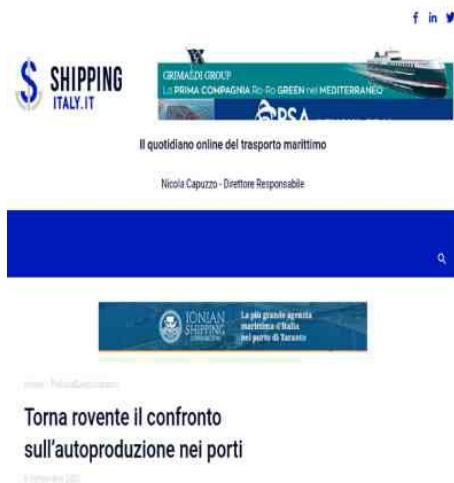 f in
SHIPPING
ITALY.IT
GRIMALDI GROUP
LA PRIMA COMPAGNIA RO-RO GREEN nel MEDITERRANEO
PSA
Il quotidiano online del trasporto marittimo
Nicola Capuzzo - Direttore Responsabile
IONIAN
SHIPPING
La più grande agenzia
marittima d'Italia
nel porto di Taranto
Torna rovente il confronto
sull'autoproduzione nei porti